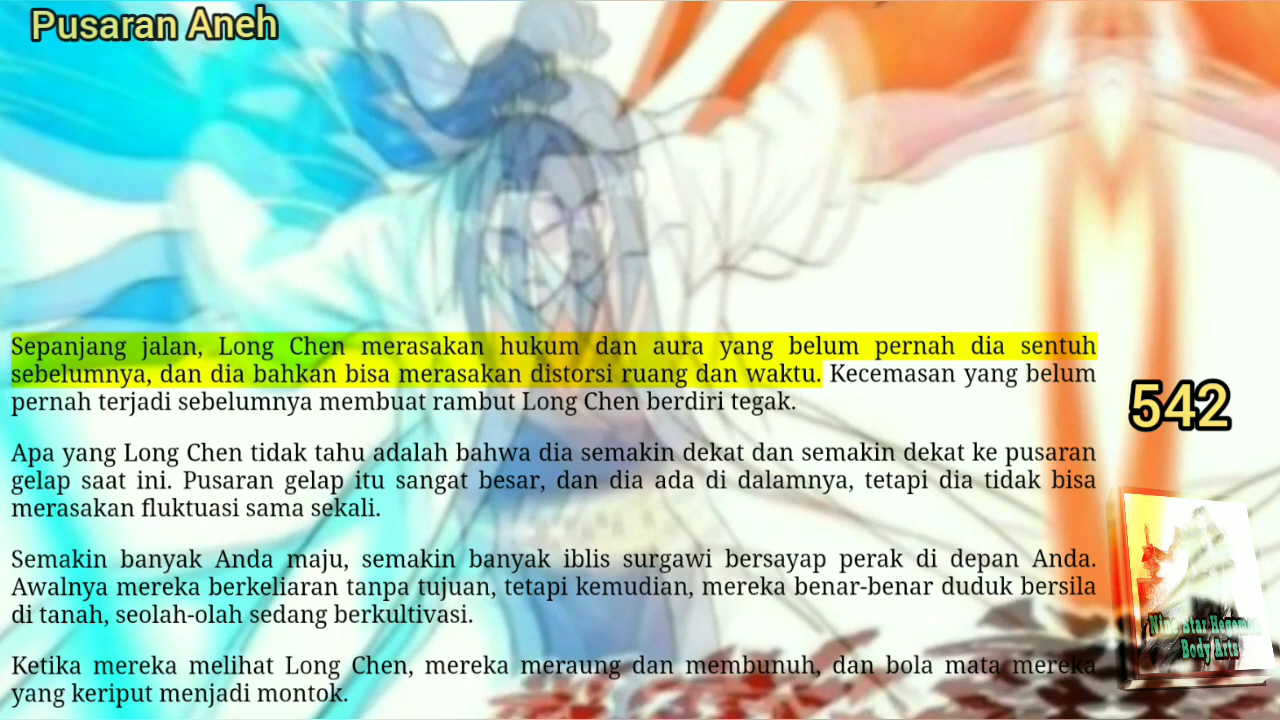 Pusaran Aneh
Sepanjang jalan, Long Chen merasakan hukum dan aura yang belum pernah dia sentuh
sebelumnya, dan dia bahkan bisa merasakan distorsi ruang dan waktu. Kecemasan yang belum
pernah terjadi sebelumnya membuat rambut Long Chen berdiri tegak.
542
Apa yang Long Chen tidak tahu adalah bahwa dia semakin dekat dan semakin dekat ke pusaran
gelap saat ini. Pusaran gelap itu sangat besar, dan dia ada di dalamnya, tetapi dia tidak bisa
merasakan fluktuasi sama sekali.
Semakin banyak Anda maju, semakin banyak iblis surgawi bersayap perak di depan Anda.
Awalnya mereka berkeliaran tanpa tujuan, tetapi kemudian, mereka benar-benar duduk bersila
di tanah, seolah-olah sedang berkultivasi.
Ketika mereka melihat Long Chen, mereka meraung dan membunuh, dan bola mata mereka
yang keriput menjadi montok.
Nine Star Hegemon
Body Arts